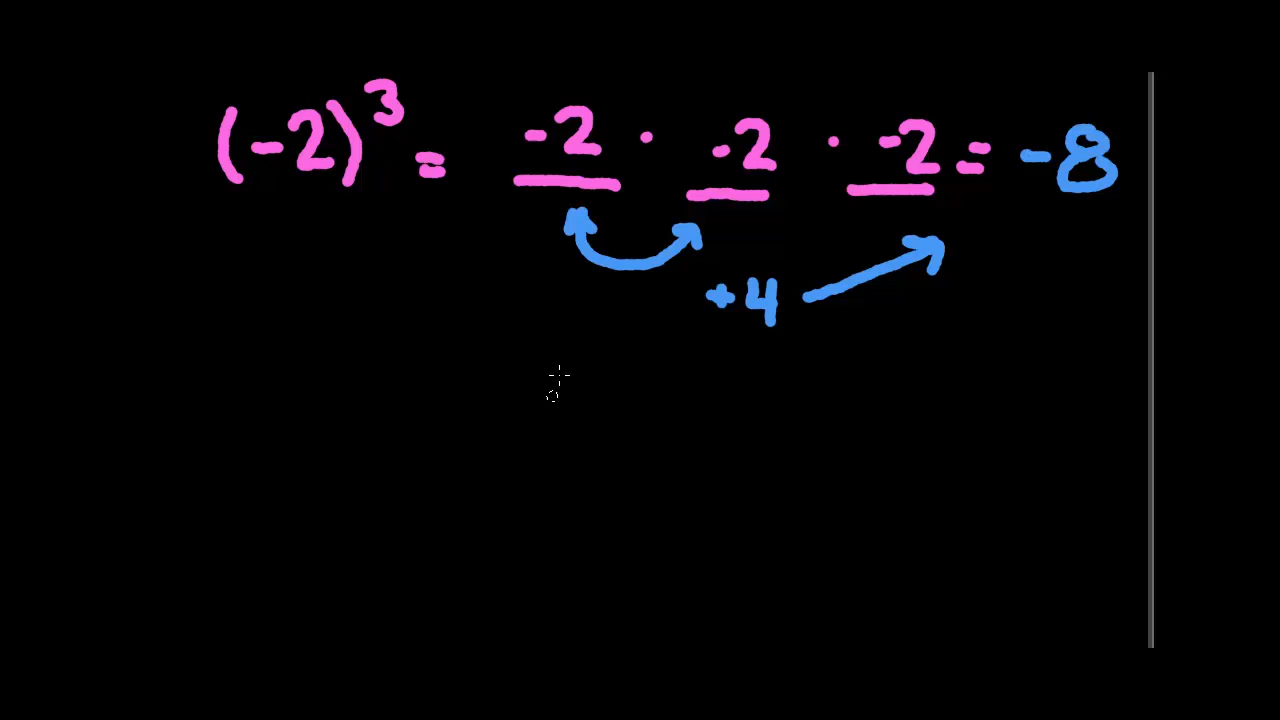 (-2)³ = -2 · -2 · -2 = -8
+4